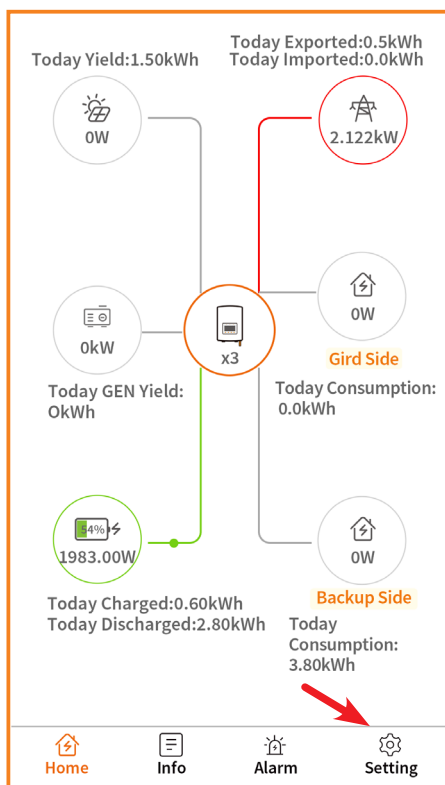 Today Exported:0.5kWh
Today Yield:1.50kWh
Today Imported:0.0kWh
0W
2.122kW
0kW
x3
0W
Gird Side
Today GEN Yield:
OkWh
Today Consumption:
0.0kWh
54%
1983.00W
0W
Today Charged:0.60kWh
Today Discharged:2.80kWh
Backup Side
Today
Consumption:
3.80kWh
Home
Info
Alarm
Setting